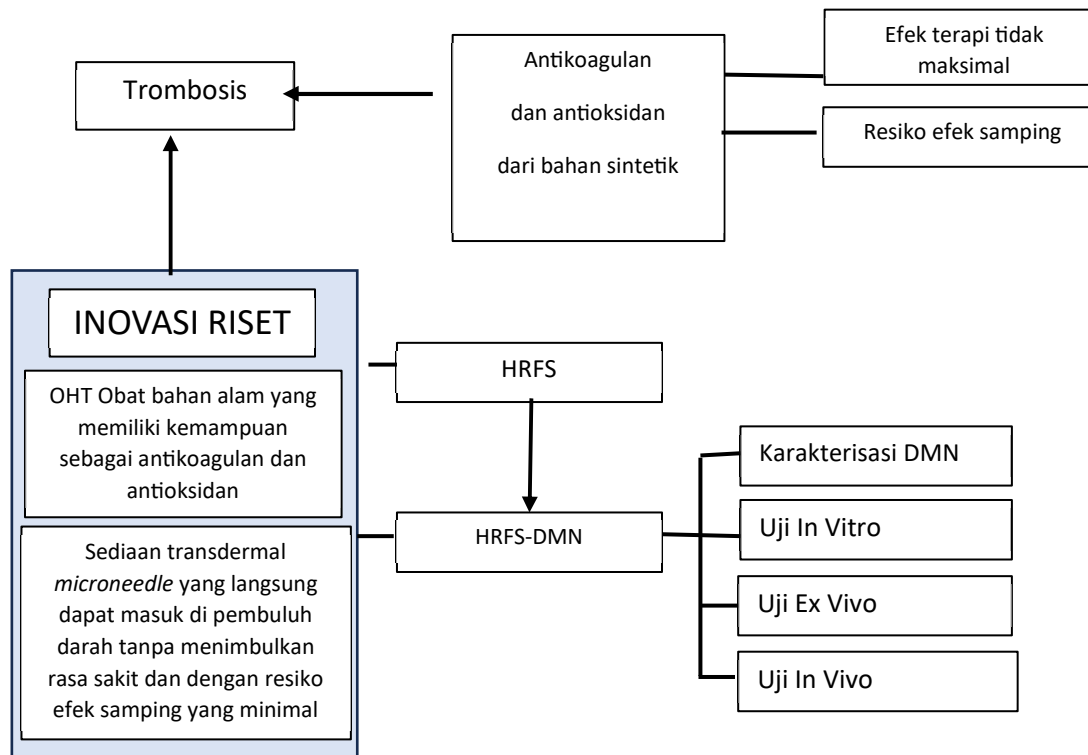 Trombosis
Antikoagulan
dan antioksidan
dari bahan sintetik
Efek terapi tidak
maksimal
Resiko efek samping
INOVASI RISET
OHT Obat bahan alam yang
memiliki kemampuan
sebagai antikoagulan dan
antioksidan
Sediaan transdermal
microneedle yang langsung
dapat masuk di pembuluh
darah tanpa menimbulkan
rasa sakit dan dengan resiko
efek samping yang minimal
HRFS
HRFS-DMN
Karakterisasi DMN
Uji In Vitro
Uji Ex Vivo
Uji In Vivo